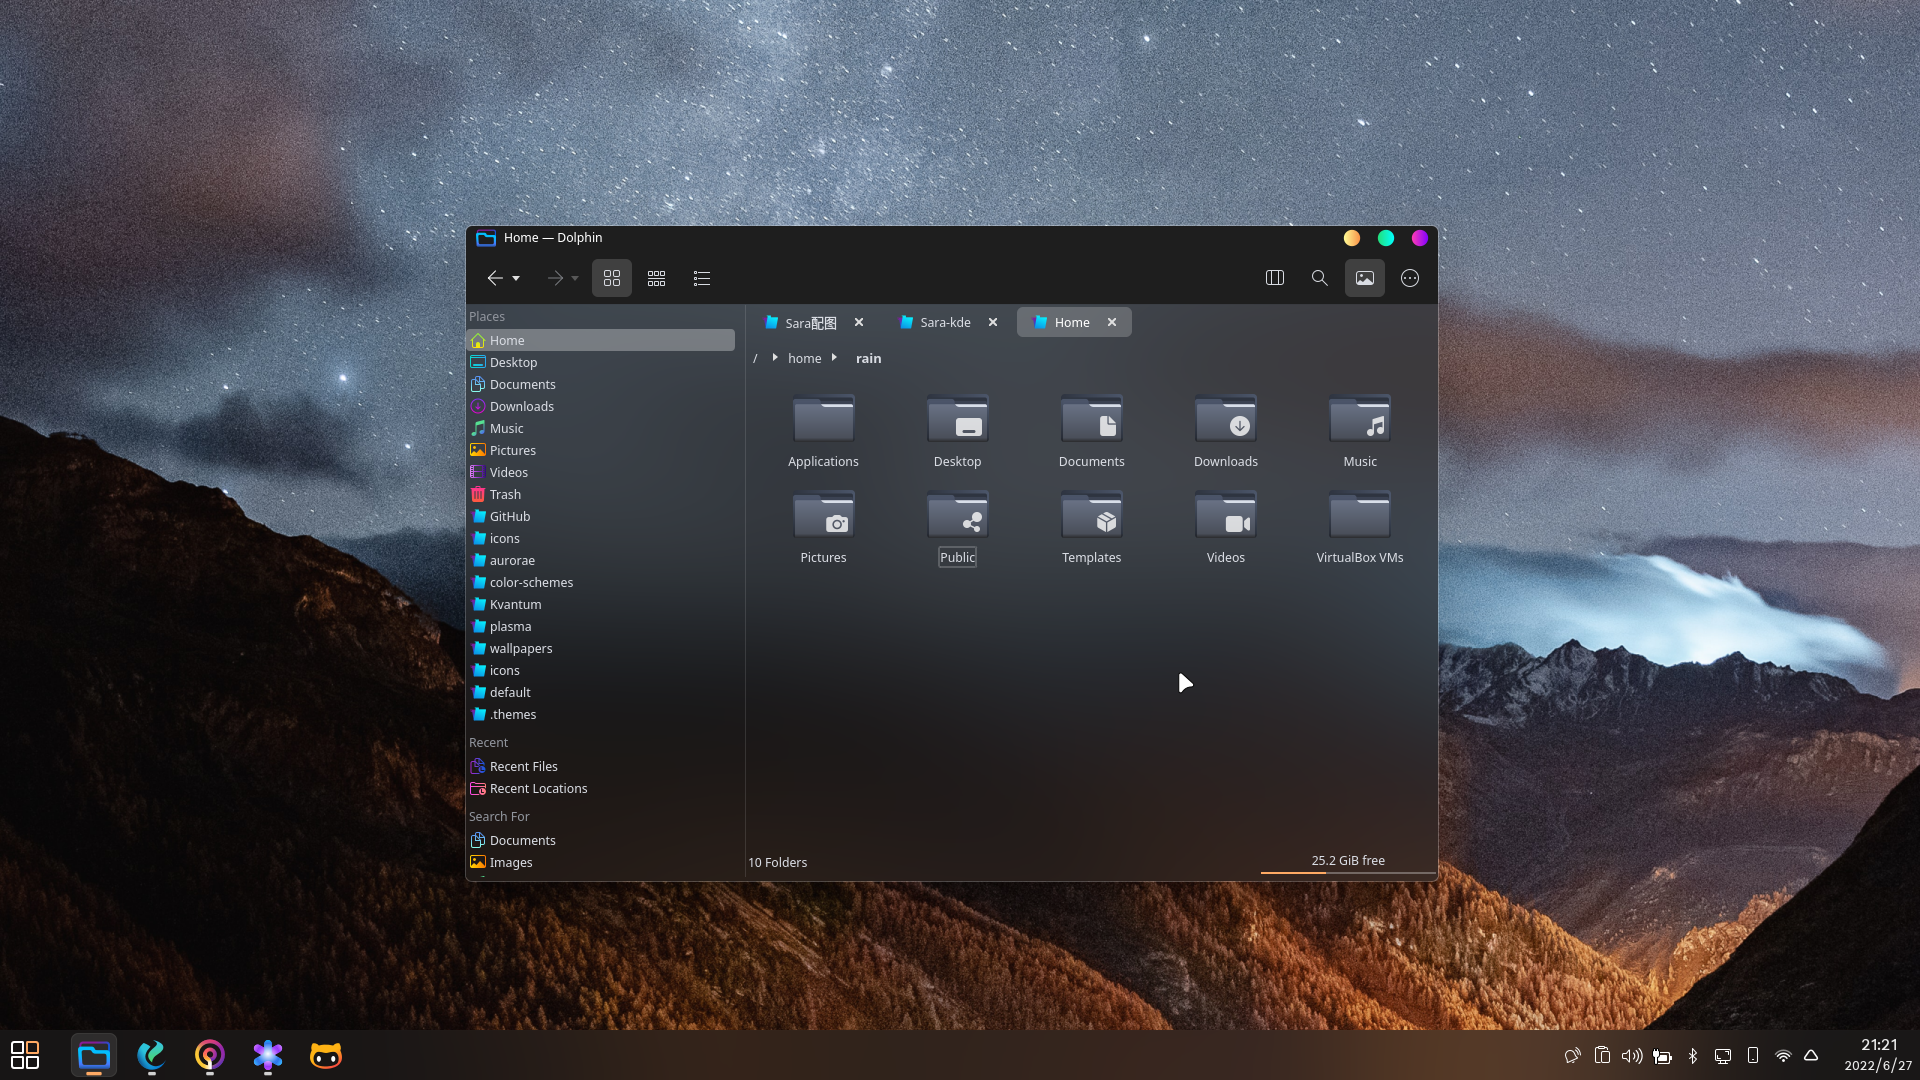 Home — Dolphin
Places
Home
Desktop
Documents
Downloads
Music
Pictures
Videos
Trash
GitHub
icons
aurorae
color-schemes
Kvantum
plasma
wallpapers
icons
default
.themes
Recent
Recent Files
Recent Locations
Search For
Documents
Images
Sara配图 Sara-kde Home
/ home rain
Applications Desktop Documents Downloads Music
Pictures Public Templates Videos VirtualBox VMs
10 Folders 25.2 GiB free
21:21
2022/6/27